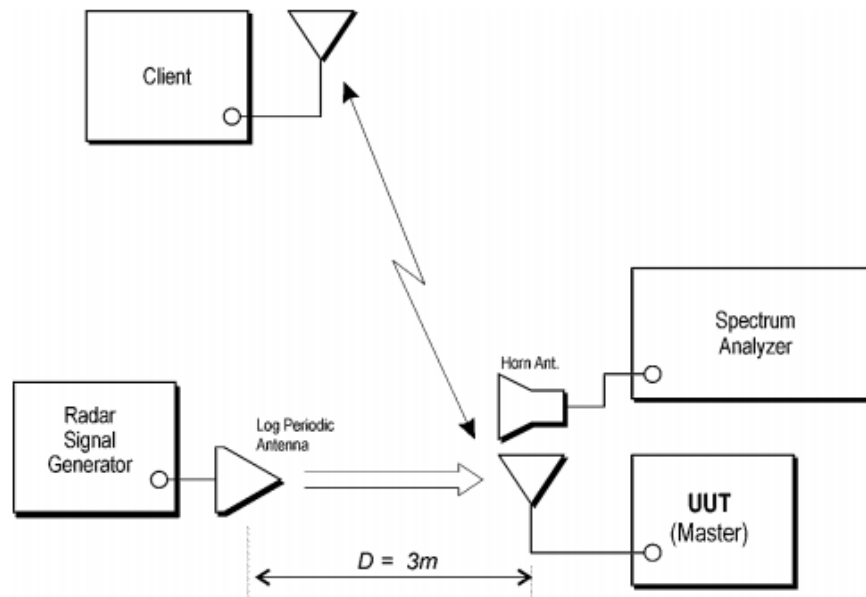 Client
Spectrum
Analyzer
Horn Ant.
Radar
Signal
Generator
Log Periodic
Antenna
UUT
(Master)
D = 3m